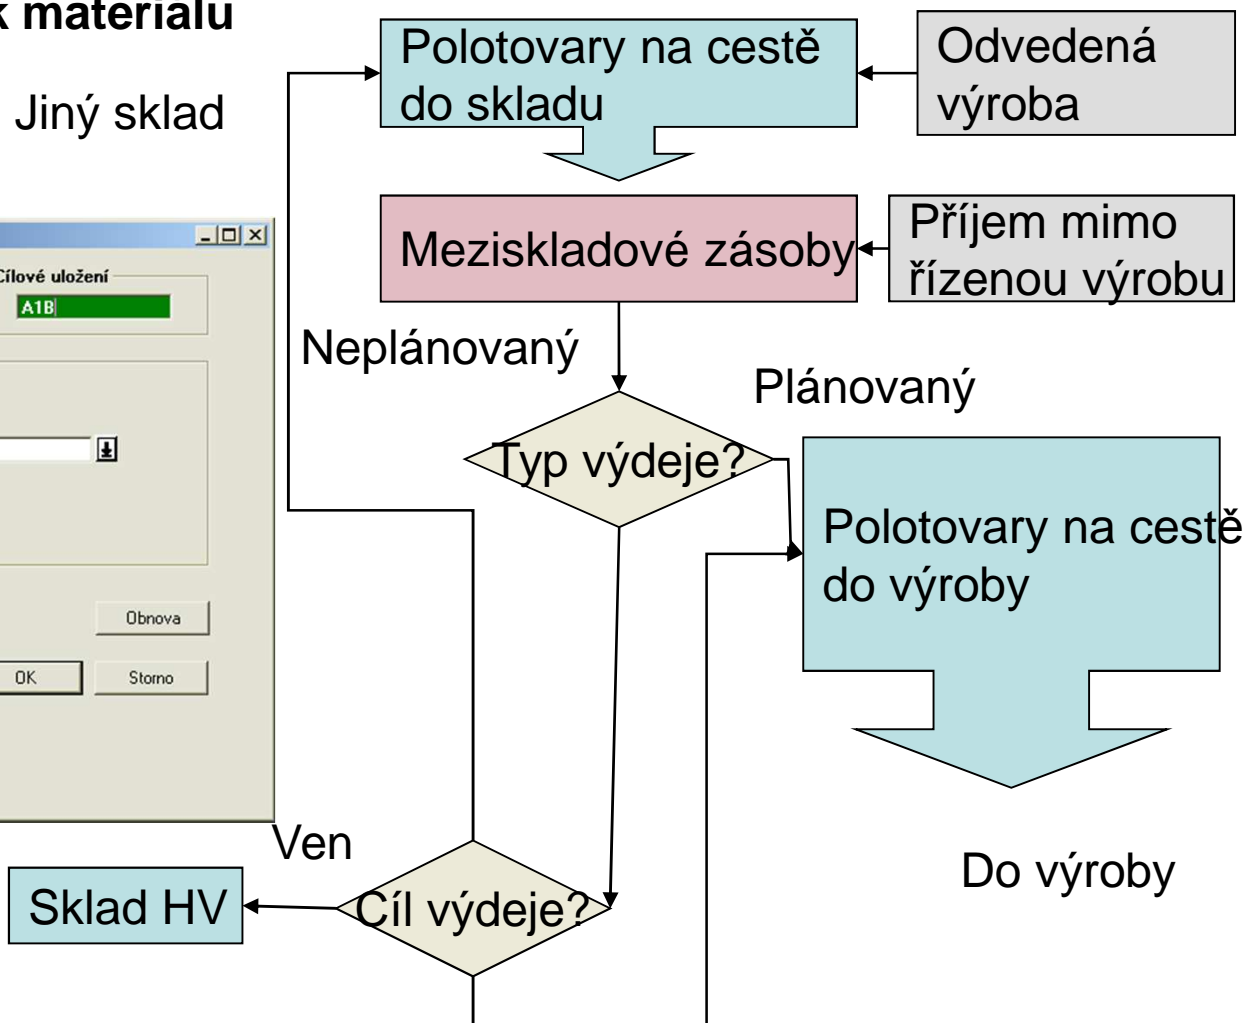 k materiálu
Polotovary na cestě
do skladu
Odvedená
výroba
Jiný sklad
Meziskladové zásoby
Příjem mimo
řízenou výrobu
Cílové uložení
A1B
Neplánovaný
Plánovaný
Typ výdeje?
Polotovary na cestě
do výroby
Obnova
OK
Storno
Ven
Do výroby
Sklad HV
Cíl výdeje?